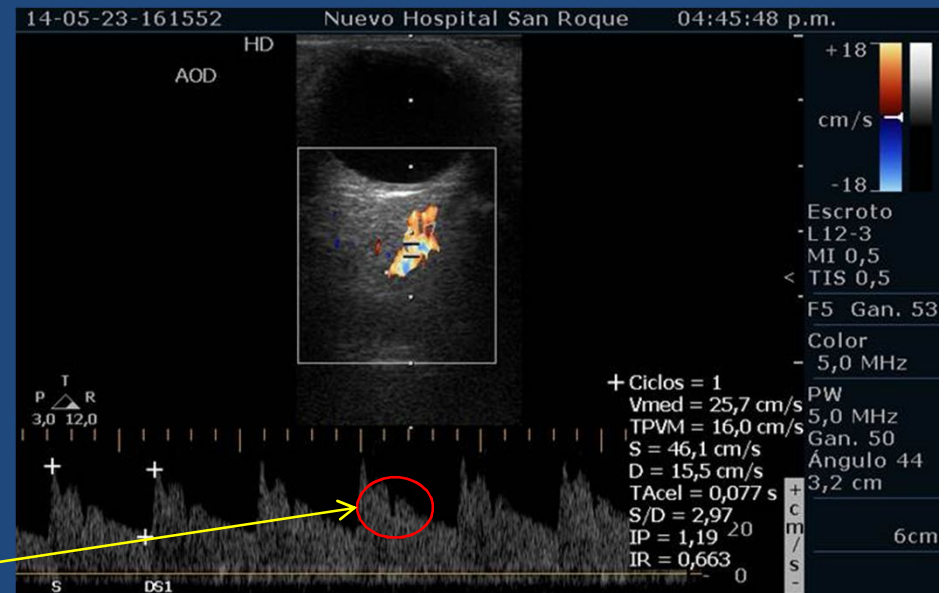 14-05-23-161552 Nuevo Hospital San Roque 04:45:48 p.m.
HD
AOD
+18
cm/s
-18
Escroto
L12-3
MI 0,5
TIS 0,5
<
F5 Gan. 53
Color
5,0 MHz
PW
5,0 MHz
Gan. 50
Ángulo 44
3,2 cm
6cm
T
P R
3,0 12,0
+ Ciclos = 1
Vmed = 25,7 cm/s
TPVM = 16,0 cm/s
S = 46,1 cm/s
D = 15,5 cm/s
TAcel = 0,077 s
S/D = 2,97
IP = 1,19
IR = 0,663
20
0
+
c
m
/
s
-
S DS1